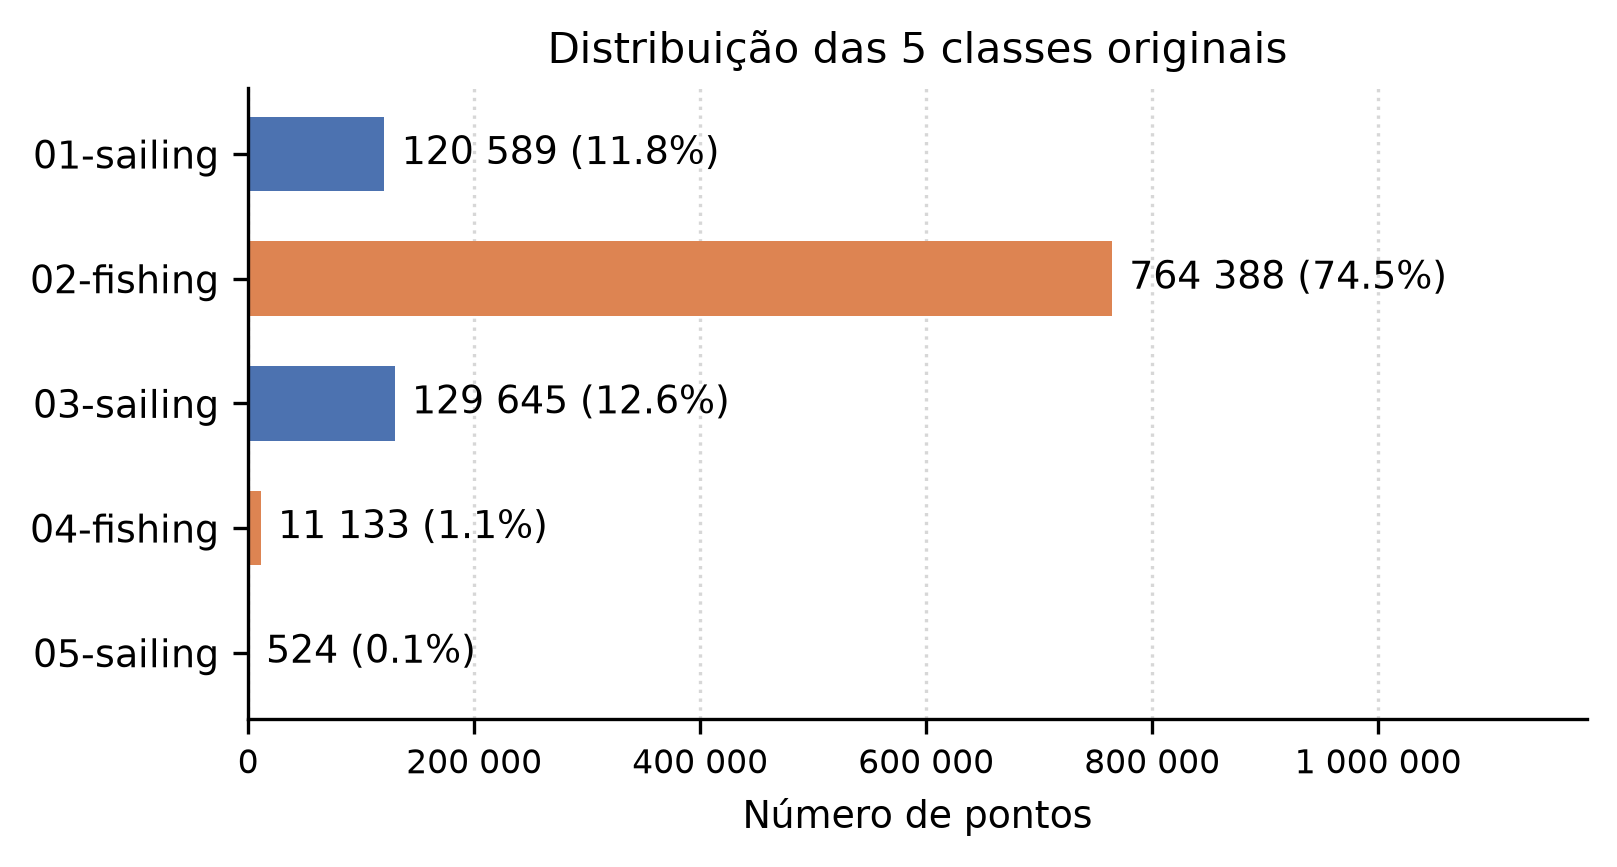 Distribuição das 5 classes originais
01-sailing 120 589 (11.8%)
02-fishing 764 388 (74.5%)
03-sailing 129 645 (12.6%)
04-fishing 11 133 (1.1%)
05-sailing 524 (0.1%)
0 200 000 400 000 600 000 800 000 1 000 000
Número de pontos